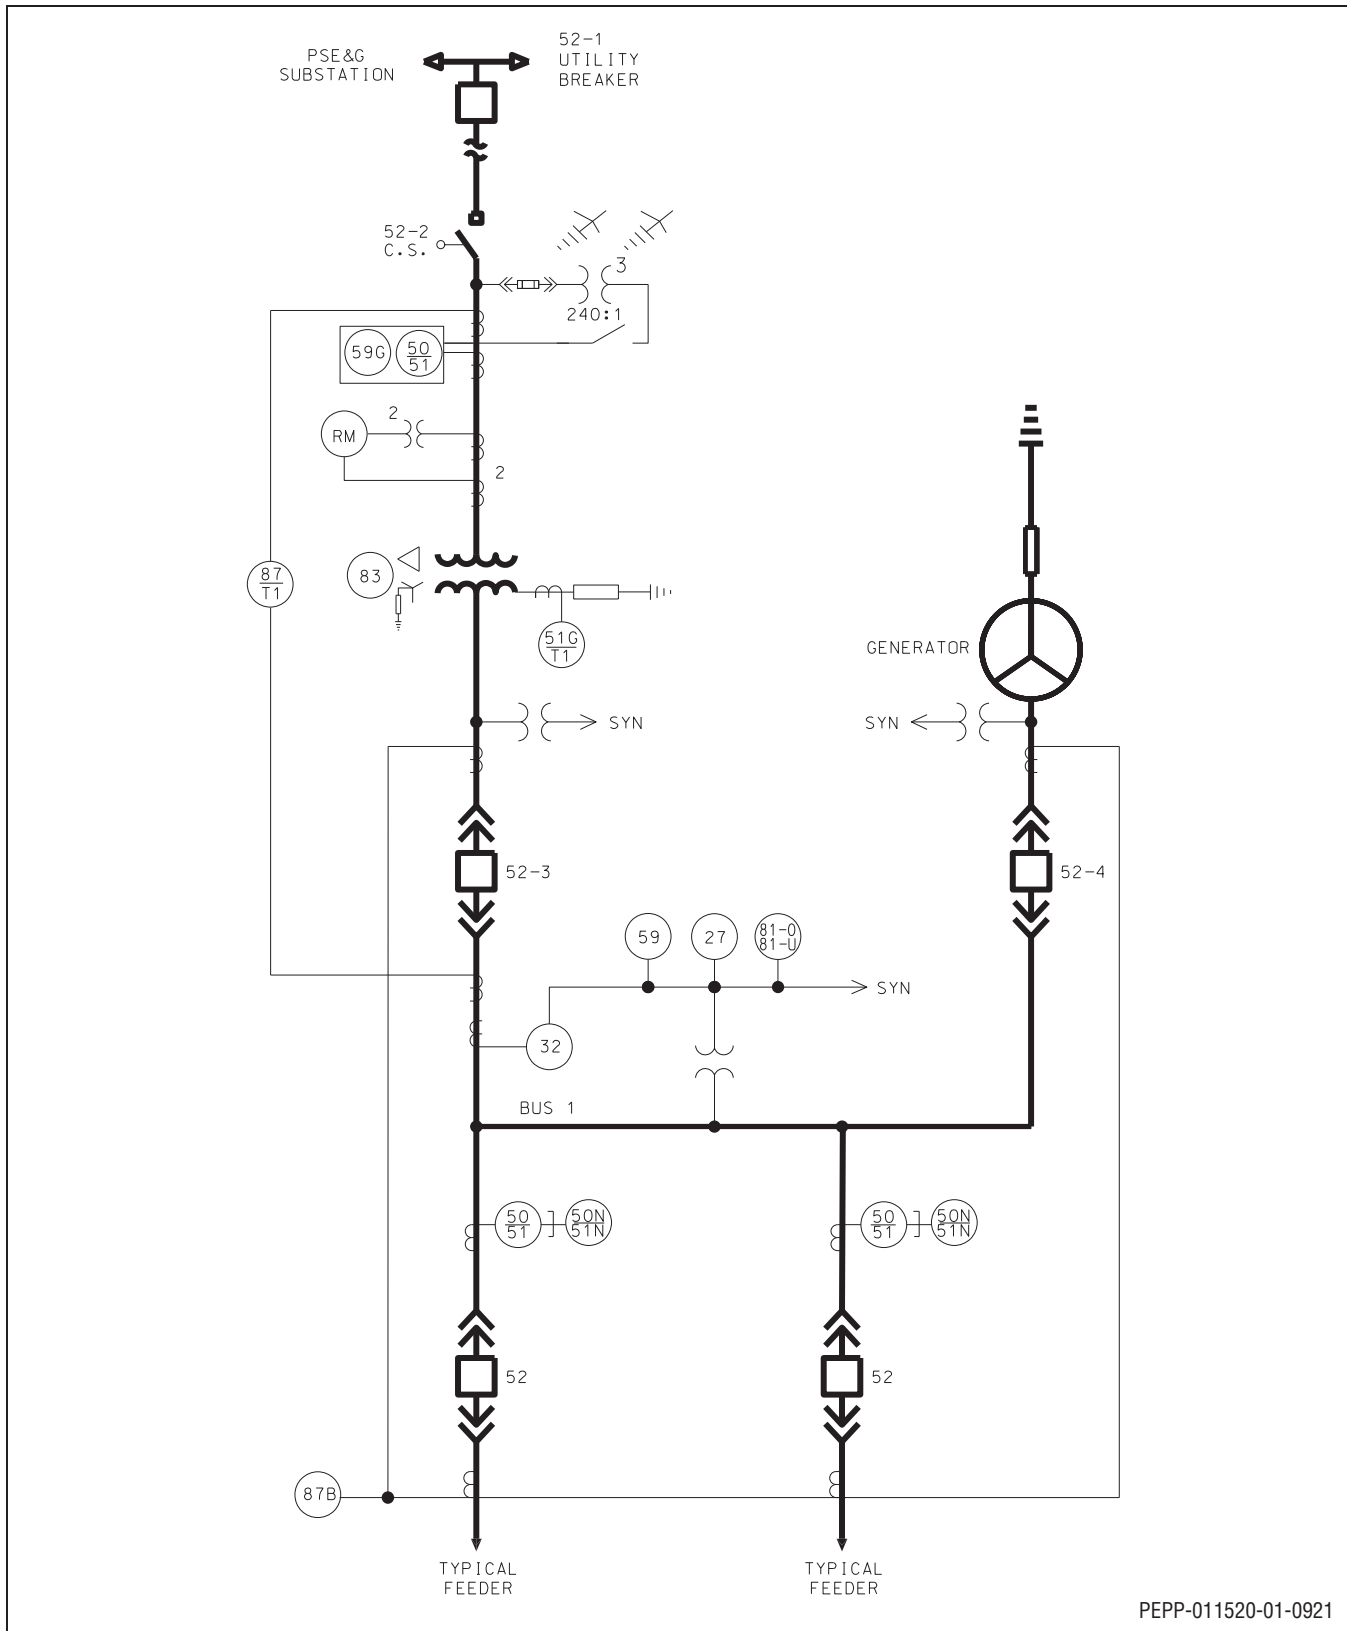 PSE&G
SUBSTATION
52-1
UTILITY
BREAKER
52-2
C.S.
3
240:1
59G
50
51
2
RM
2
87
T1
83
51G
T1
GENERATOR
SYN
SYN
52-3
52-4
59
27
81-O
81-U
SYN
32
BUS 1
50
51
50N
51N
50
51
50N
51N
52
52
87B
TYPICAL
FEEDER
TYPICAL
FEEDER
PEPP-011520-01-0921